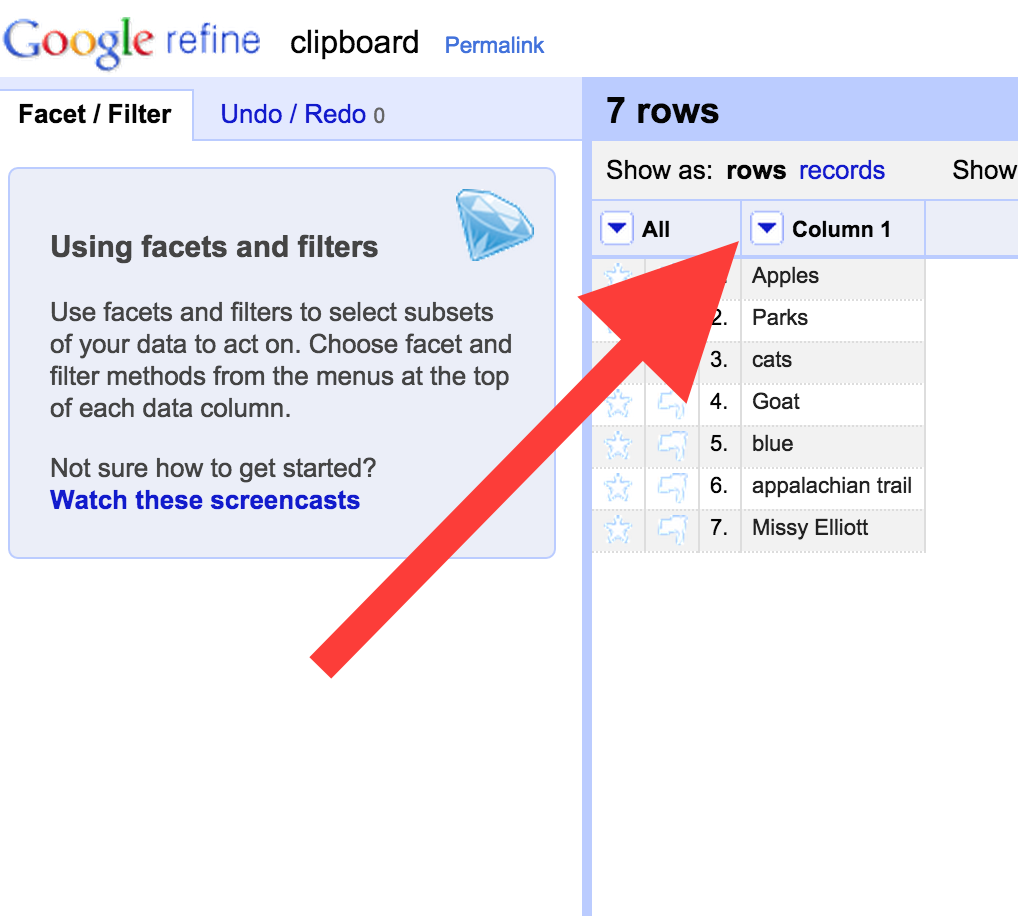 Google refine clipboard Permalink
Facet / Filter Undo / Redo 0
Using facets and filters
Use facets and filters to select subsets
of your data to act on. Choose facet and
filter methods from the menus at the top
of each data column.
Not sure how to get started?
Watch these screencasts
7 rows
Show as: rows records Show
All Column 1
Apples
2. Parks
3. cats
4. Goat
5. blue
6. appalachian trail
7. Missy Elliott